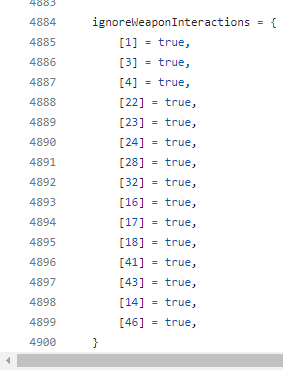 4883
4884 ignoreWeaponInteractions = {
4885 [1] = true,
4886 [3] = true,
4887 [4] = true,
4888 [22] = true,
4889 [23] = true,
4890 [24] = true,
4891 [28] = true,
4892 [32] = true,
4893 [16] = true,
4894 [17] = true,
4895 [18] = true,
4896 [41] = true,
4897 [43] = true,
4898 [14] = true,
4899 [46] = true,
4900 }